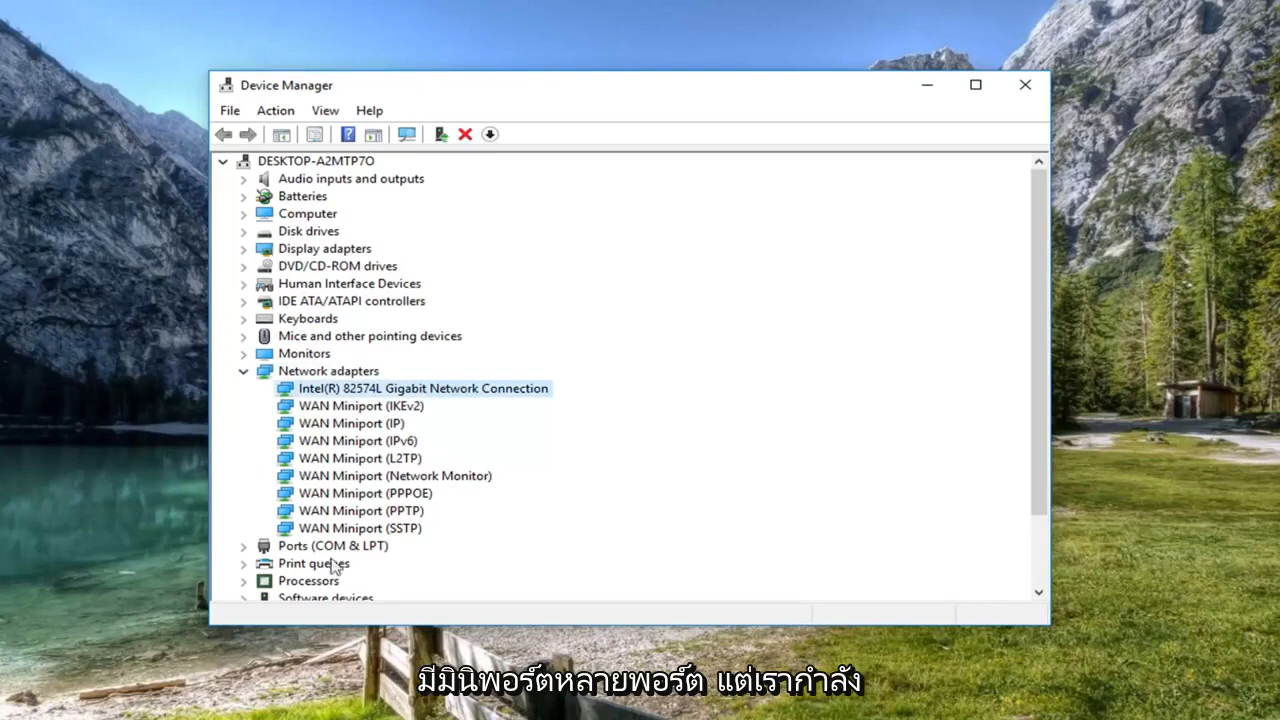 Device Manager
File Action View Help
DESKTOP-A2MTP7O
Audio inputs and outputs
Batteries
Computer
Disk drives
Display adapters
DVD/CD-ROM drives
Human Interface Devices
IDE ATA/ATAPI controllers
Keyboards
Mice and other pointing devices
Monitors
Network adapters
Intel(R) 82574L Gigabit Network Connection
WAN Miniport (IKEv2)
WAN Miniport (IP)
WAN Miniport (IPv6)
WAN Miniport (L2TP)
WAN Miniport (Network Monitor)
WAN Miniport (PPPOE)
WAN Miniport (PPTP)
WAN Miniport (SSTP)
Ports (COM & LPT)
Print queues
Processors
Software devices
มีมินิพอร์ตหลายพอร์ต แต่เรากำลัง